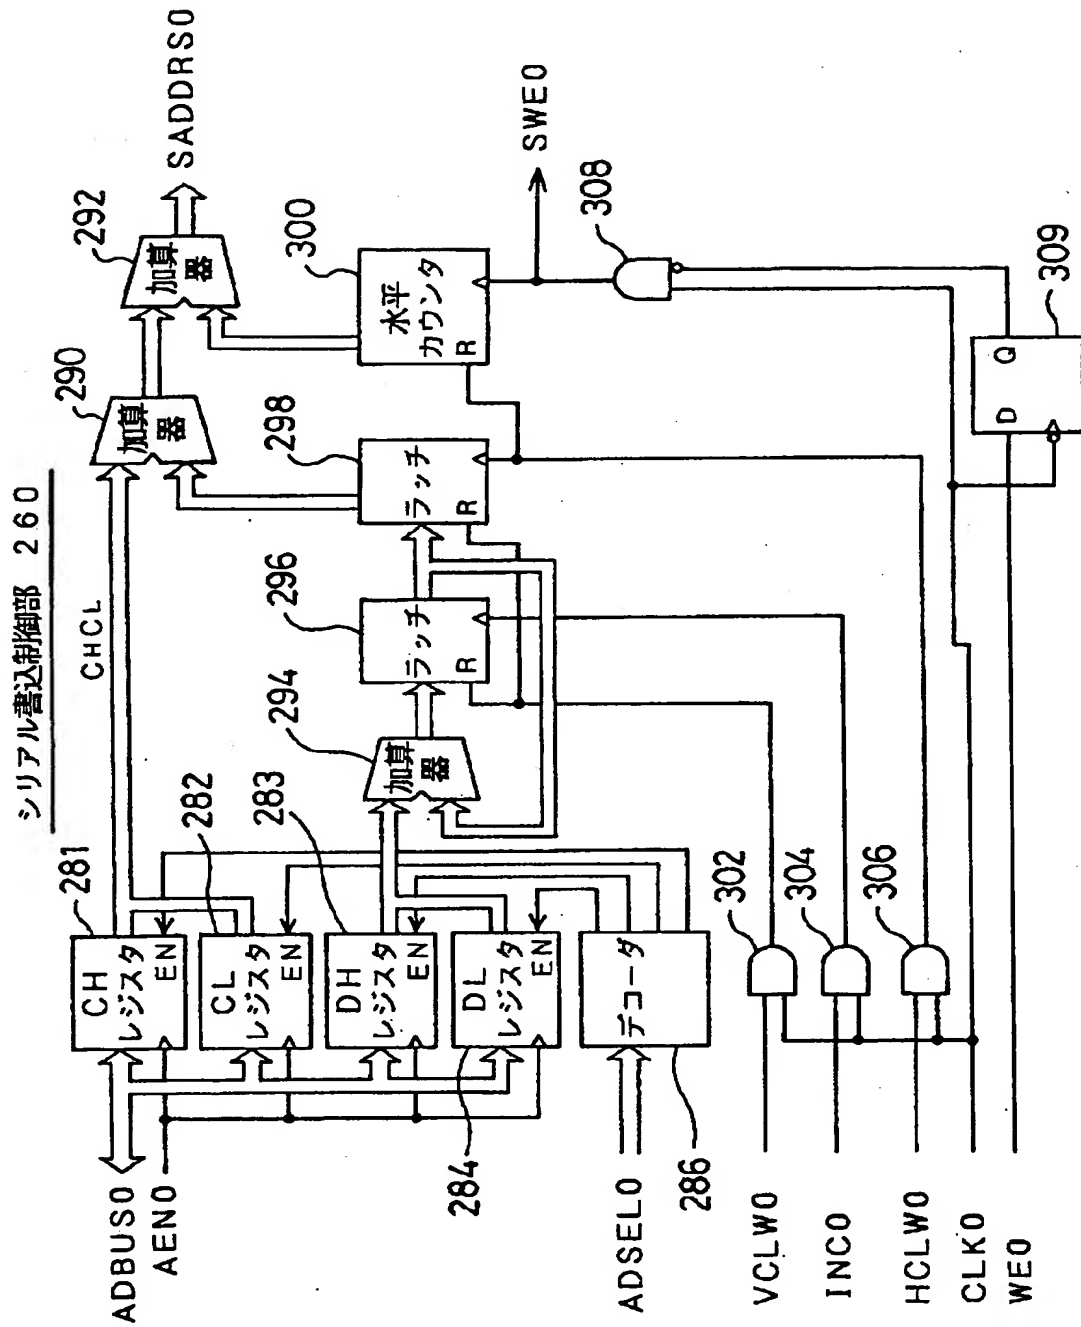 シリアル書込制御部 260
ADBUS0
AEN0
281
CH
レジスタ
EN
282
CL
レジスタ
EN
283
DH
レジスタ
EN
284
DL
レジスタ
EN
ADSEL0
デコーダ
286
CHCL
290
加算
器
292
加算
器
SADDRS0
294
加算
器
296
ラッチ
R
298
ラッチ
R
300
水平
カウンタ
R
SWE0
308
309
D
Q
302
304
306
VCLW0
INC0
HCLW0
CLK0
WE0